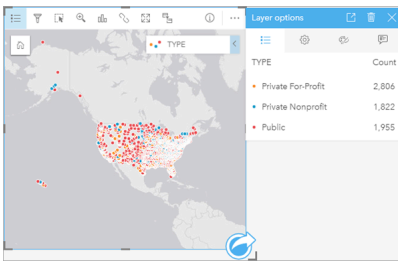 Layer options
TYPE
TYPE Count
Private For-Profit 2,806
Private Nonprofit 1,822
Public 1,955